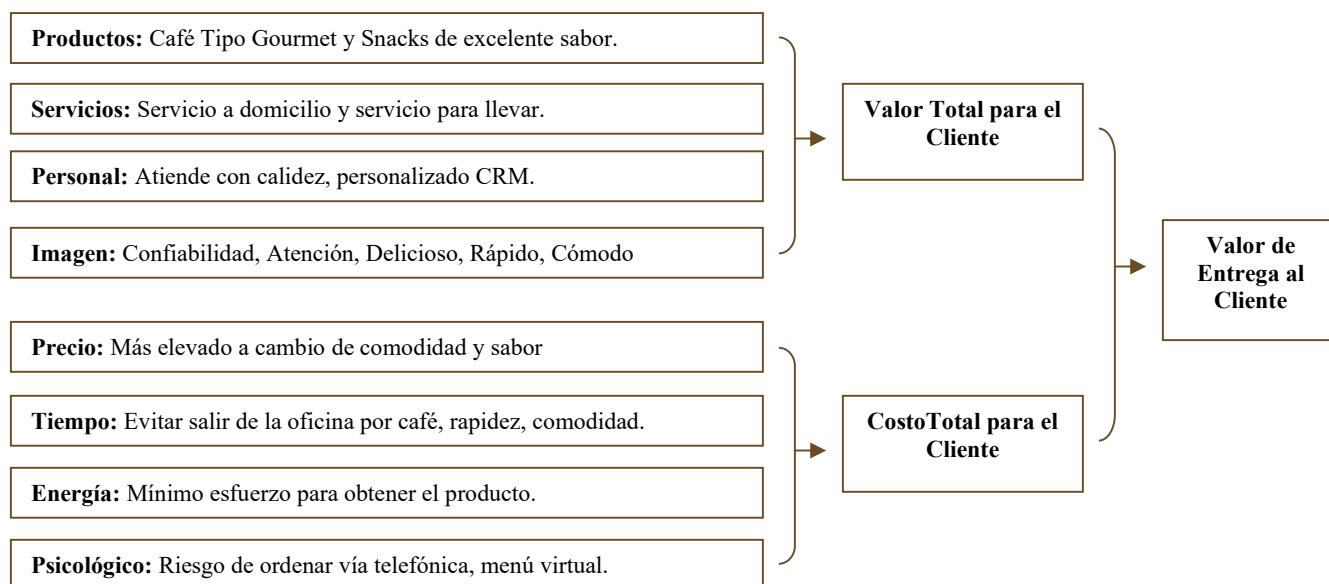 Productos: Café Tipo Gourmet y Snacks de excelente sabor.
Servicios: Servicio a domicilio y servicio para llevar.
Personal: Atiende con calidez, personalizado CRM.
Imagen: Confiabilidad, Atención, Delicioso, Rápido, Cómodo
Valor Total para el
Cliente
Precio: Más elevado a cambio de comodidad y sabor
Tiempo: Evitar salir de la oficina por café, rapidez, comodidad.
Energía: Mínimo esfuerzo para obtener el producto.
Psicológico: Riesgo de ordenar vía telefónica, menú virtual.
CostoTotal para el
Cliente
Valor de
Entrega al
Cliente